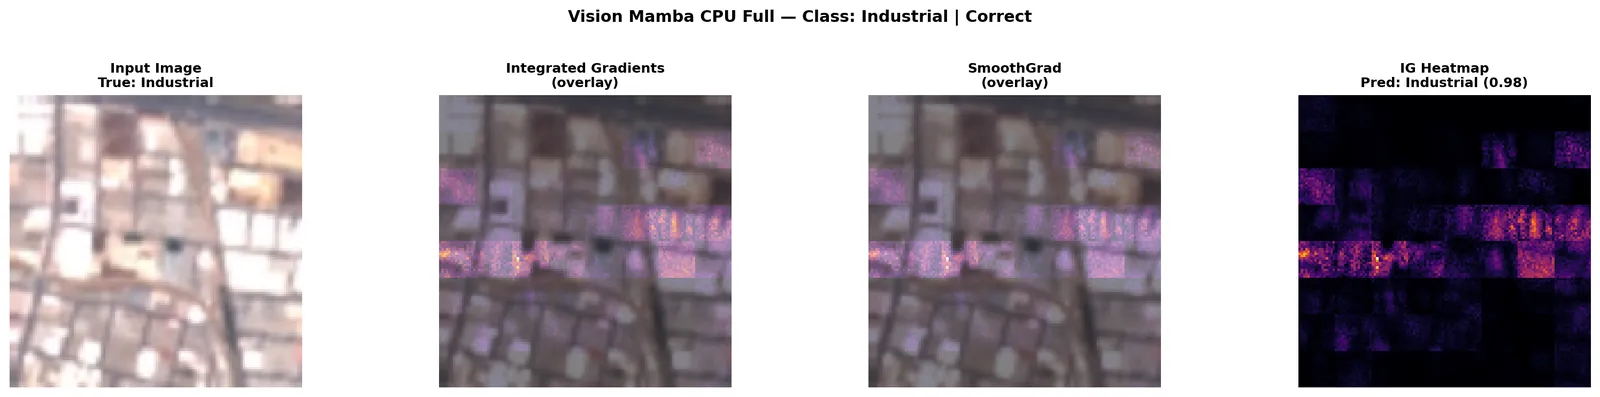 Vision Mamba CPU Full — Class: Industrial | Correct
Input Image
True: Industrial
Integrated Gradients
(overlay)
SmoothGrad
(overlay)
IG Heatmap
Pred: Industrial (0.98)